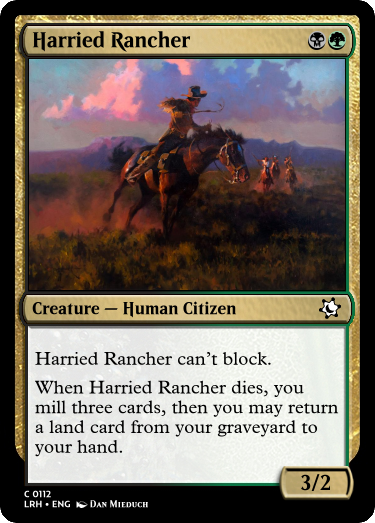 Harried Rancher
Creature — Human Citizen
Harried Rancher can't block.
When Harried Rancher dies, you
mill three cards, then you may return
a land card from your graveyard to
your hand.
3/2
C 0112
LRH • ENG Dan Mieduch